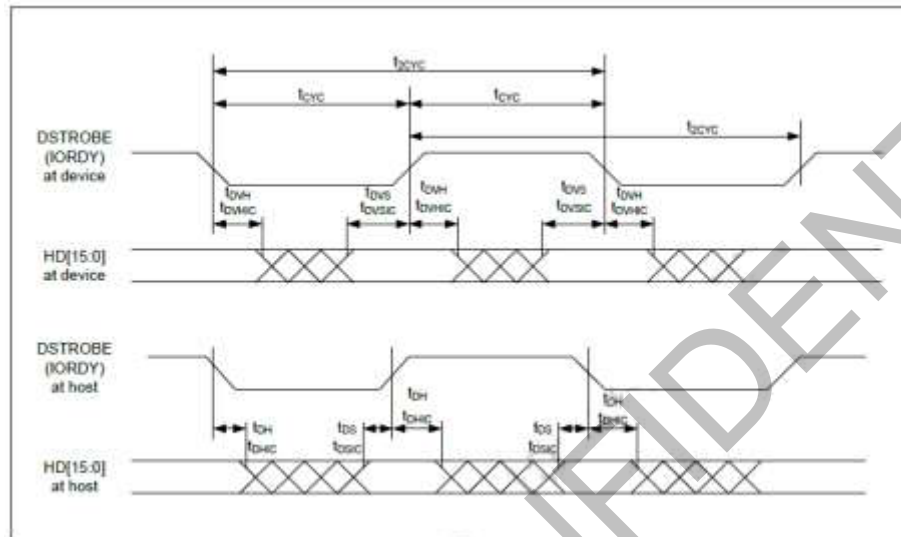 t2CYC
tCYC tCYC
t2CYC
DSTROBE
(IORDY)
at device
tDVH tDVS tDVH tDVS tDVH
tDVHIC tDVSIC tDVHIC tDVSIC tDVHIC
HD[15:0]
at device
DSTROBE
(IORDY)
at host
tDH tDH
tDH tDS tDHIC tDS tDHIC
tDHIC tDSIC tDSIC
HD[15:0]
at host